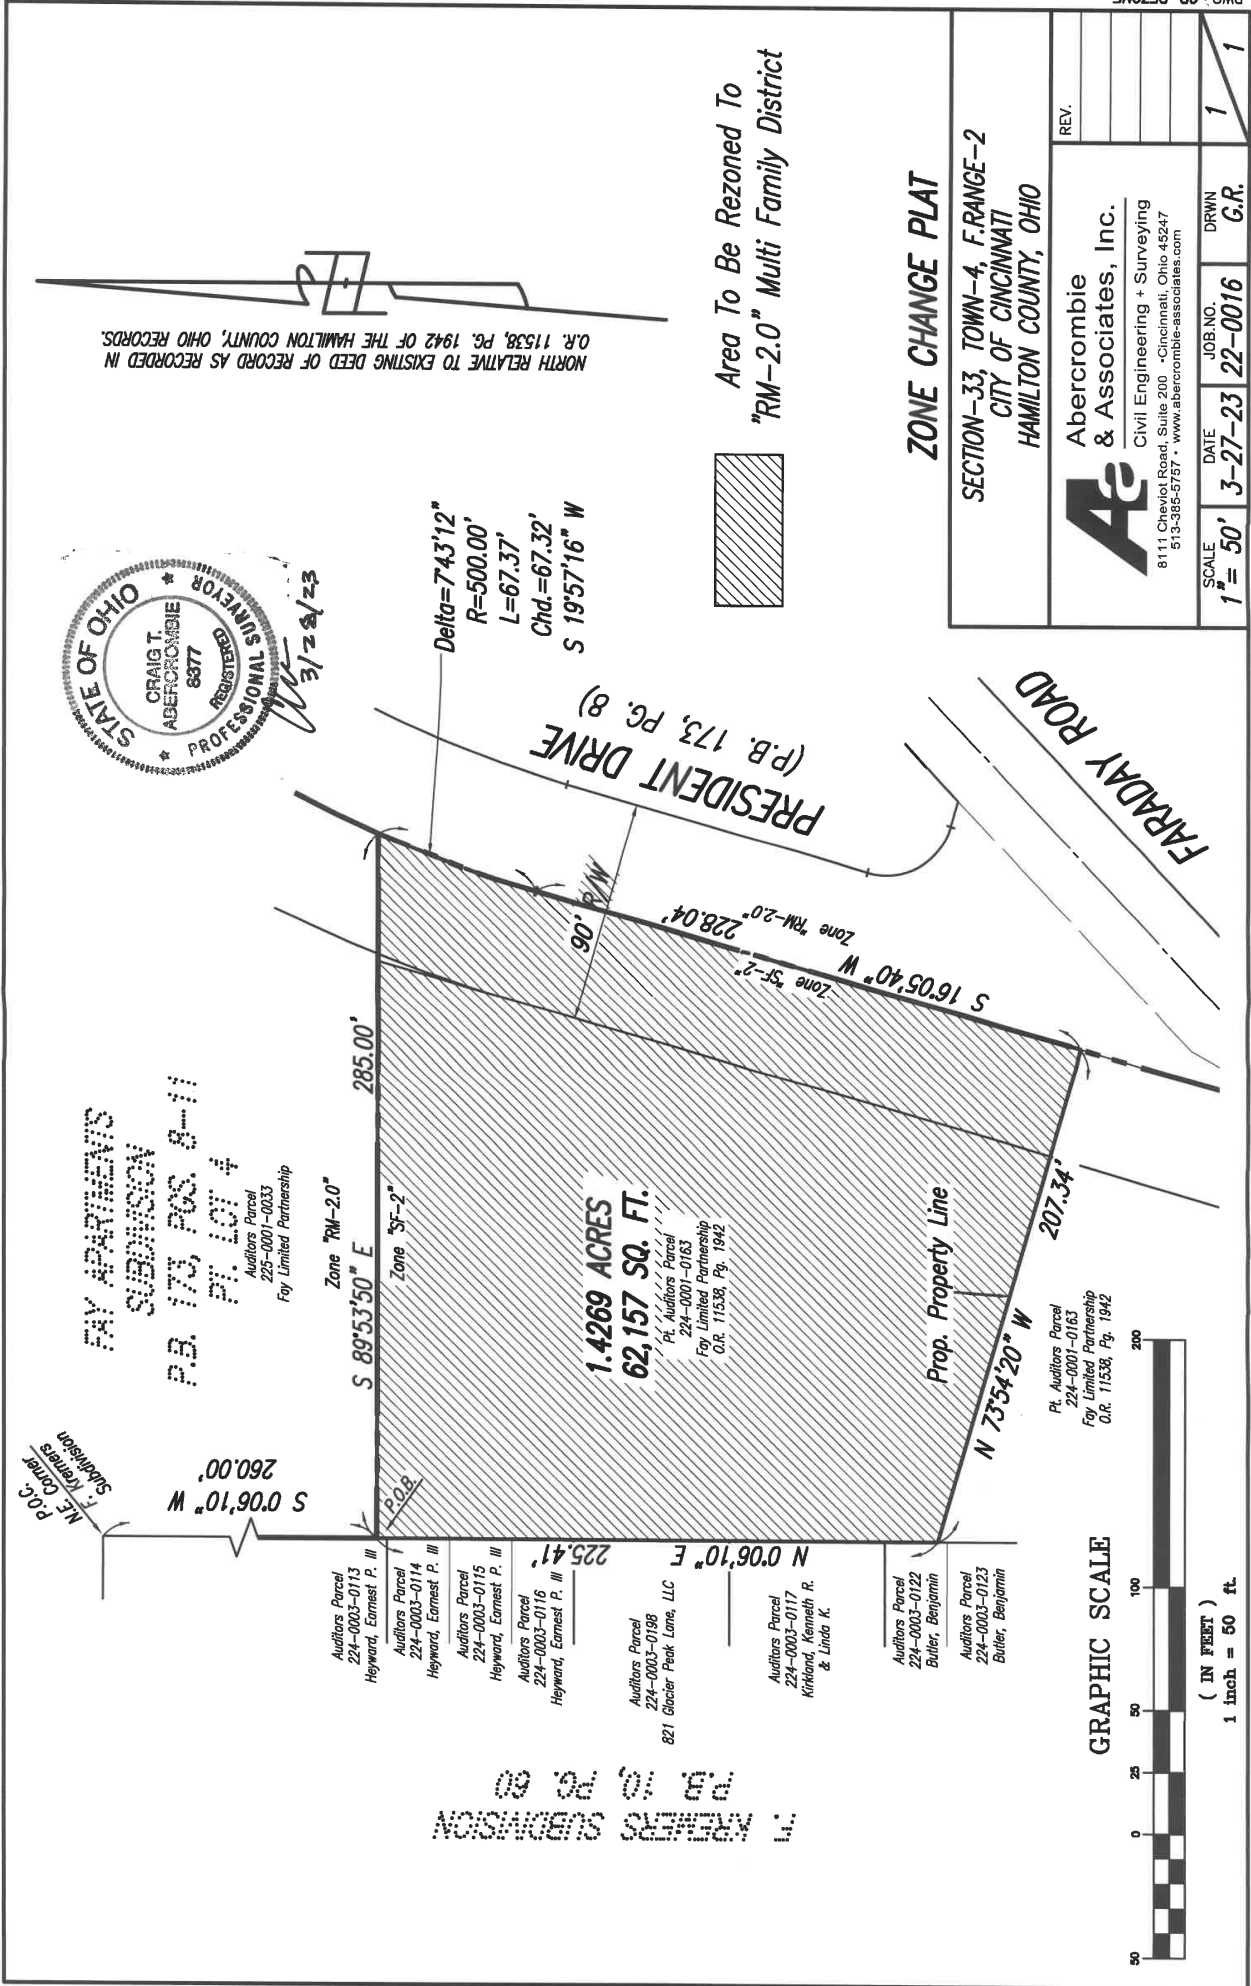 P.O.C.
N.E. Corner
F. Kremers
Subdivision
S 0°06'10" W
260.00'
FAY APARTMENTS
SUBDIVISION
P.B. 173, PGS. 8-11
PT. LOT 4
Auditors Parcel
225-0001-0033
Fay Limited Partnership
Zone "RM-2.0"
S 89°53'50" E 285.00'
Zone "SF-2"
P.O.B.
STATE OF OHIO
CRAIG T.
ABERCROMBIE
8377
REGISTERED
PROFESSIONAL SURVEYOR
3/28/23
NORTH RELATIVE TO EXISTING DEED OF RECORD AS RECORDED IN
O.R. 11538, PG. 1942 OF THE HAMILTON COUNTY, OHIO RECORDS.
Delta=7°43'12"
R=500.00'
L=67.37'
Chd.=67.32'
S 19°57'16" W
Auditors Parcel
224-0003-0113
Heyward, Earnest P. III
Auditors Parcel
224-0003-0114
Heyward, Earnest P. III
Auditors Parcel
224-0003-0115
Heyward, Earnest P. III
Auditors Parcel
224-0003-0116
Heyward, Earnest P. III
Auditors Parcel
224-0003-0198
821 Glacier Peak Lane, LLC
Auditors Parcel
224-0003-0117
Kirkland, Kenneth R.
& Linda K.
Auditors Parcel
224-0003-0122
Butler, Benjamin
Auditors Parcel
224-0003-0123
Butler, Benjamin
N 0°06'10" E
225.41'
F. KREMERS SUBDIVISION
P.B. 10, PG. 60
1.4269 ACRES
62,157 SQ. FT.
Pt. Auditors Parcel
224-0001-0163
Fay Limited Partnership
O.R. 11538, Pg. 1942
90' R/W
PRESIDENT DRIVE
(P.B. 173, PG. 8)
228.04'
Zone "RM-2.0"
Zone "SF-2"
S 16°05'40" W
Prop. Property Line
N 73°54'20" W
207.34'
Pt. Auditors Parcel
224-0001-0163
Fay Limited Partnership
O.R. 11538, Pg. 1942
FARADAY ROAD
Area To Be Rezoned To
"RM-2.0" Multi Family District
GRAPHIC SCALE
50
0
25
50
100
200
( IN FEET )
1 inch = 50 ft.
ZONE CHANGE PLAT
SECTION-33, TOWN-4, F.RANGE-2
CITY OF CINCINNATI
HAMILTON COUNTY, OHIO
Aa
Abercrombie
& Associates, Inc.
Civil Engineering + Surveying
8111 Cheviot Road, Suite 200 · Cincinnati, Ohio 45247
513-385-5757 · www.abercrombie-associates.com
REV.
SCALE
1"= 50'
DATE
3-27-23
JOB.NO.
22-0016
DRWN
G.R.
1
1